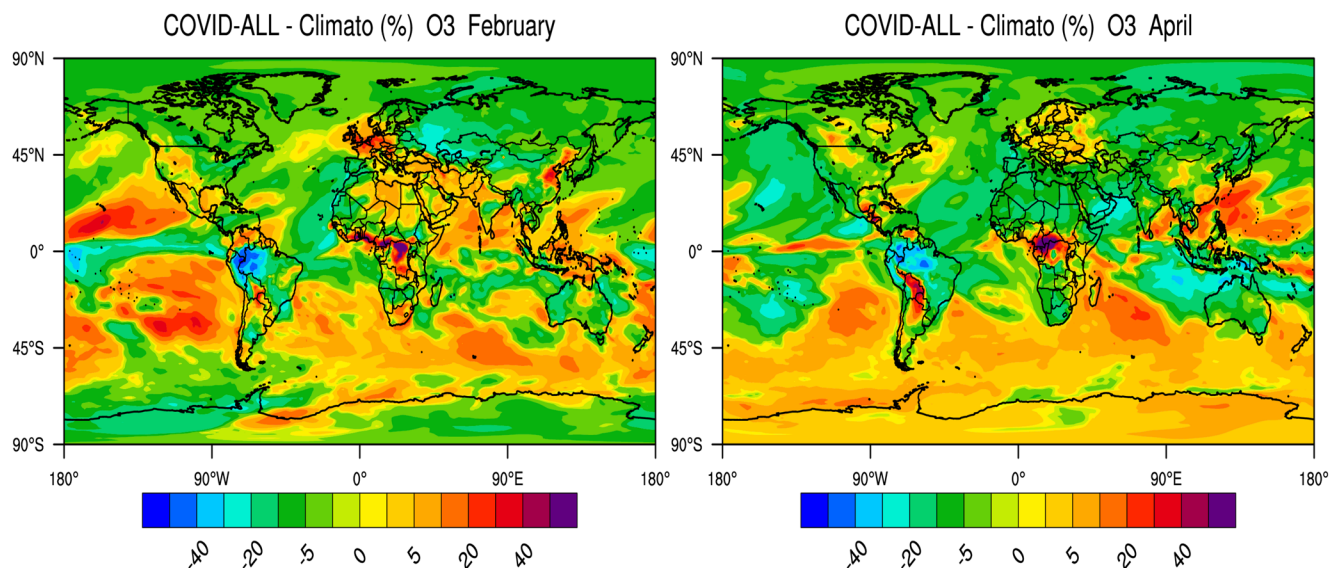 COVID-ALL - Climato (%) O3 February
90°N
45°N
0°
45°S
90°S
180° 90°W 0° 90°E 180°
-40 -20 -5 0 5 20 40
COVID-ALL - Climato (%) O3 April
90°N
45°N
0°
45°S
90°S
180° 90°W 0° 90°E 180°
-40 -20 -5 0 5 20 40